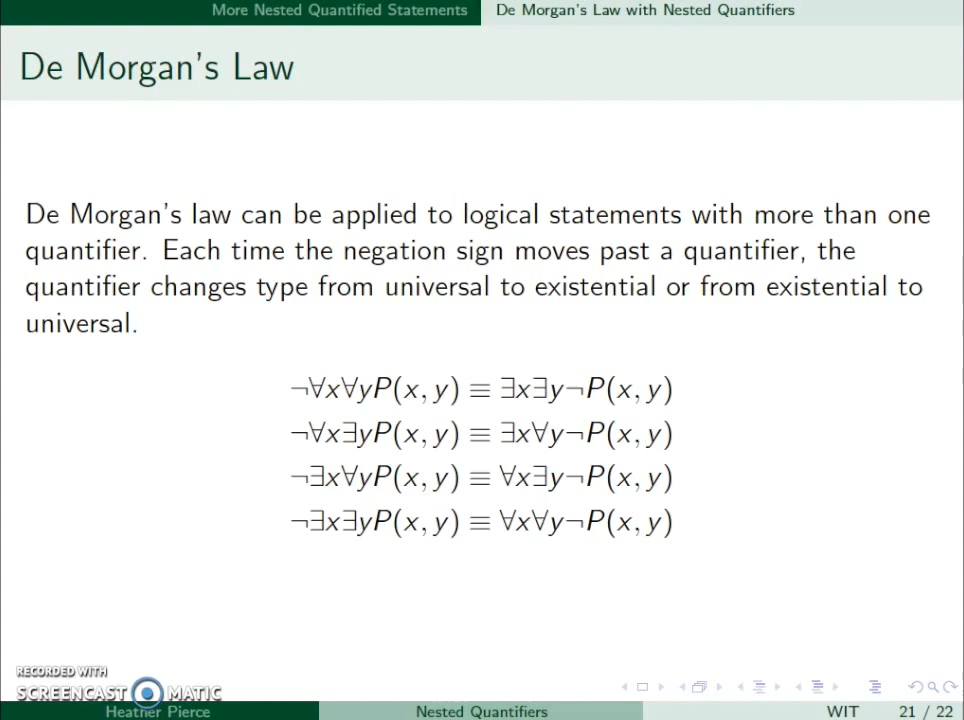 More Nested Quantified Statements
De Morgan's Law with Nested Quantifiers
De Morgan's Law
De Morgan's law can be applied to logical statements with more than one
quantifier. Each time the negation sign moves past a quantifier, the
quantifier changes type from universal to existential or from existential to
universal.
¬∀x∀yP(x, y) ≡ ∃x∃y¬P(x, y)
¬∀x∃yP(x, y) ≡ ∃x∀y¬P(x, y)
¬∃x∀yP(x, y) ≡ ∀x∃y¬P(x, y)
¬∃x∃yP(x, y) ≡ ∀x∀y¬P(x, y)
RECORDED WITH
SCREENCAST MATIC
Heather Pierce
Nested Quantifiers
WIT
21 / 22